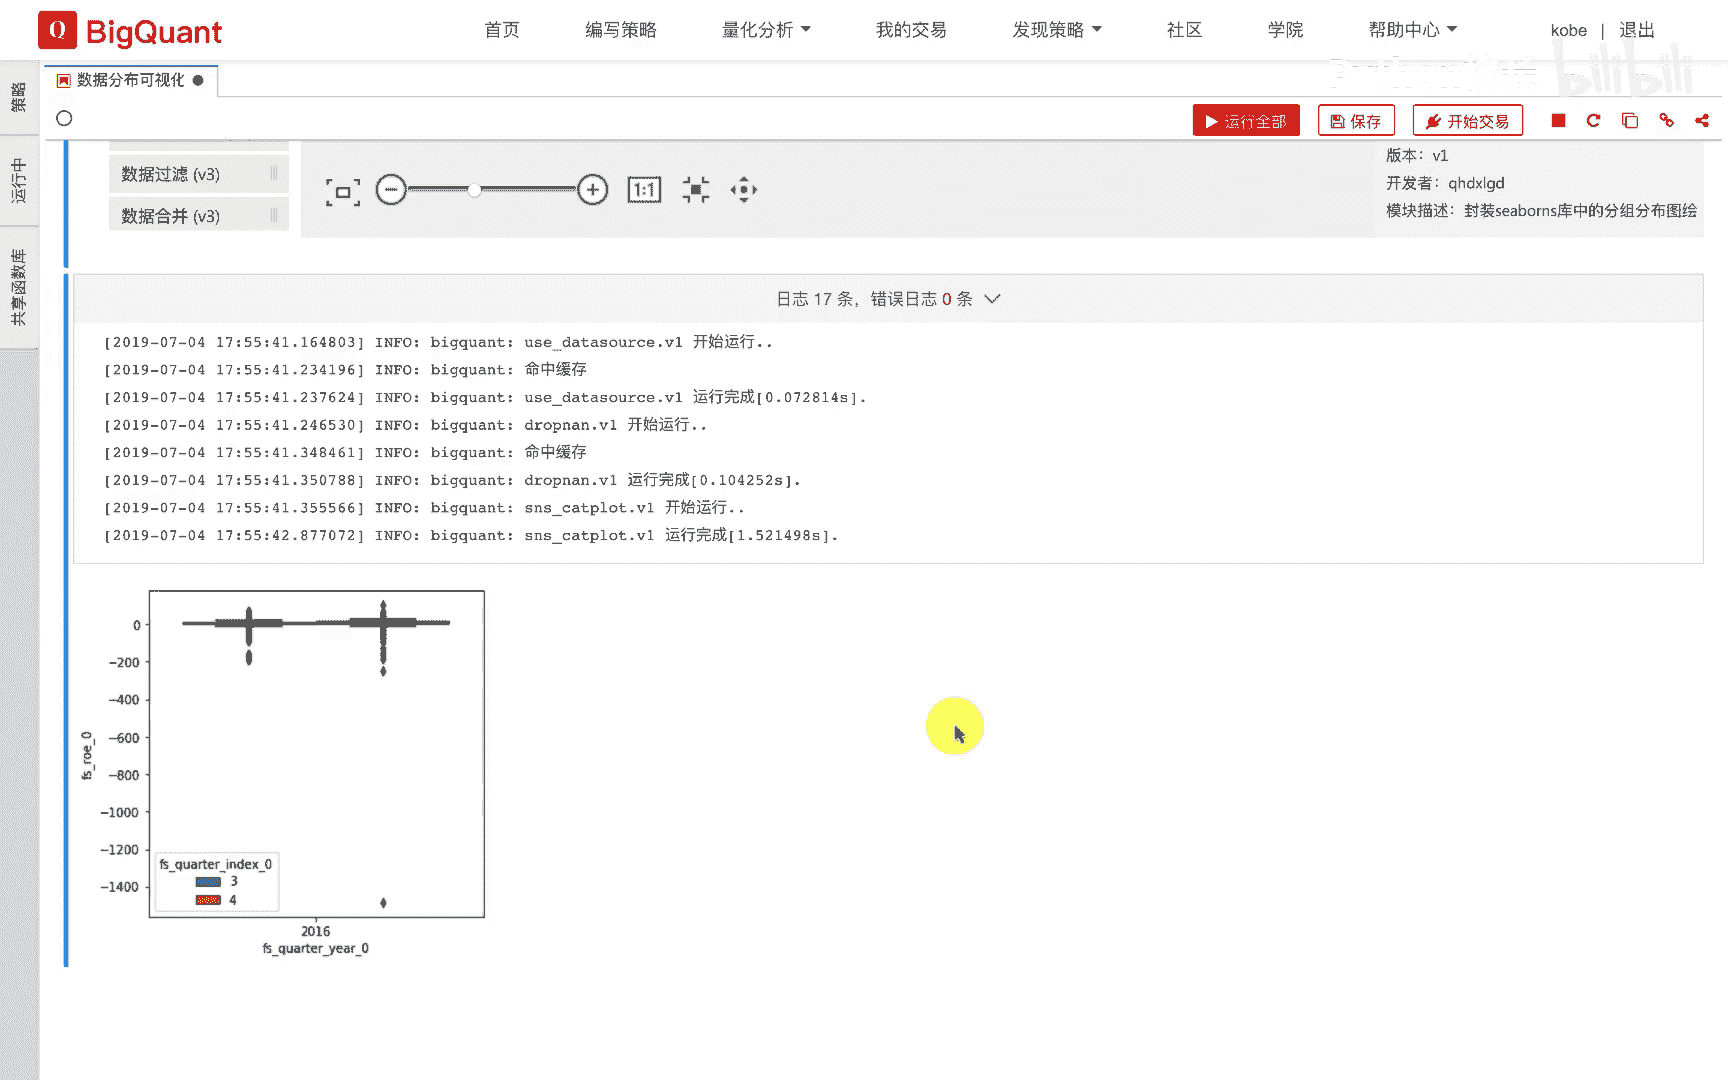 Q BigQuant
首页
编写策略
量化分析
我的交易
发现策略
社区
学院
帮助中心
kobe | 退出
bilibili
策略
运行中
共享函数库
数据分布可视化
运行全部
保存
开始交易
数据过滤 (v3)
数据合并 (v3)
1:1
版本: v1
开发者: qhdxlgd
模块描述: 封装seaborns库中的分组分布图绘
日志 17 条, 错误日志 0 条
[2019-07-04 17:55:41.164803] INFO: bigquant: use_datasource.v1 开始运行..
[2019-07-04 17:55:41.234196] INFO: bigquant: 命中缓存
[2019-07-04 17:55:41.237624] INFO: bigquant: use_datasource.v1 运行完成[0.072814s].
[2019-07-04 17:55:41.246530] INFO: bigquant: dropnan.v1 开始运行..
[2019-07-04 17:55:41.348461] INFO: bigquant: 命中缓存
[2019-07-04 17:55:41.350788] INFO: bigquant: dropnan.v1 运行完成[0.104252s].
[2019-07-04 17:55:41.355566] INFO: bigquant: sns_catplot.v1 开始运行..
[2019-07-04 17:55:42.877072] INFO: bigquant: sns_catplot.v1 运行完成[1.521498s].
0
−200
−400
−600
−800
−1000
−1200
−1400
fs_roe_0
fs_quarter_index_0
3
4
2016
fs_quarter_year_0